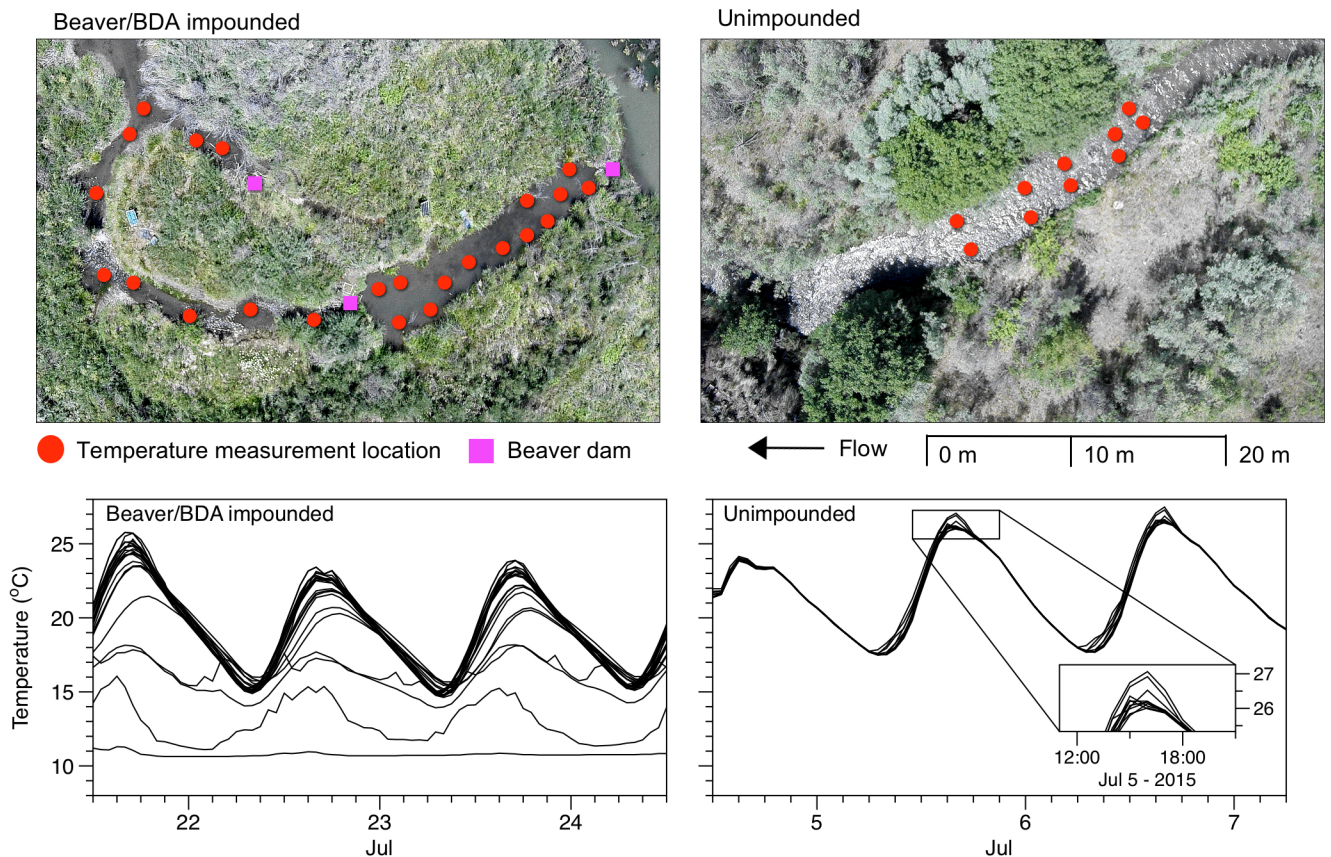 Beaver/BDA impounded
Unimpounded
Temperature measurement location
Beaver dam
Flow
0 m
10 m
20 m
Beaver/BDA impounded
Unimpounded
Temperature (°C)
25
20
15
10
27
26
12:00
18:00
Jul 5 - 2015
22
23
24
5
6
7
Jul
Jul